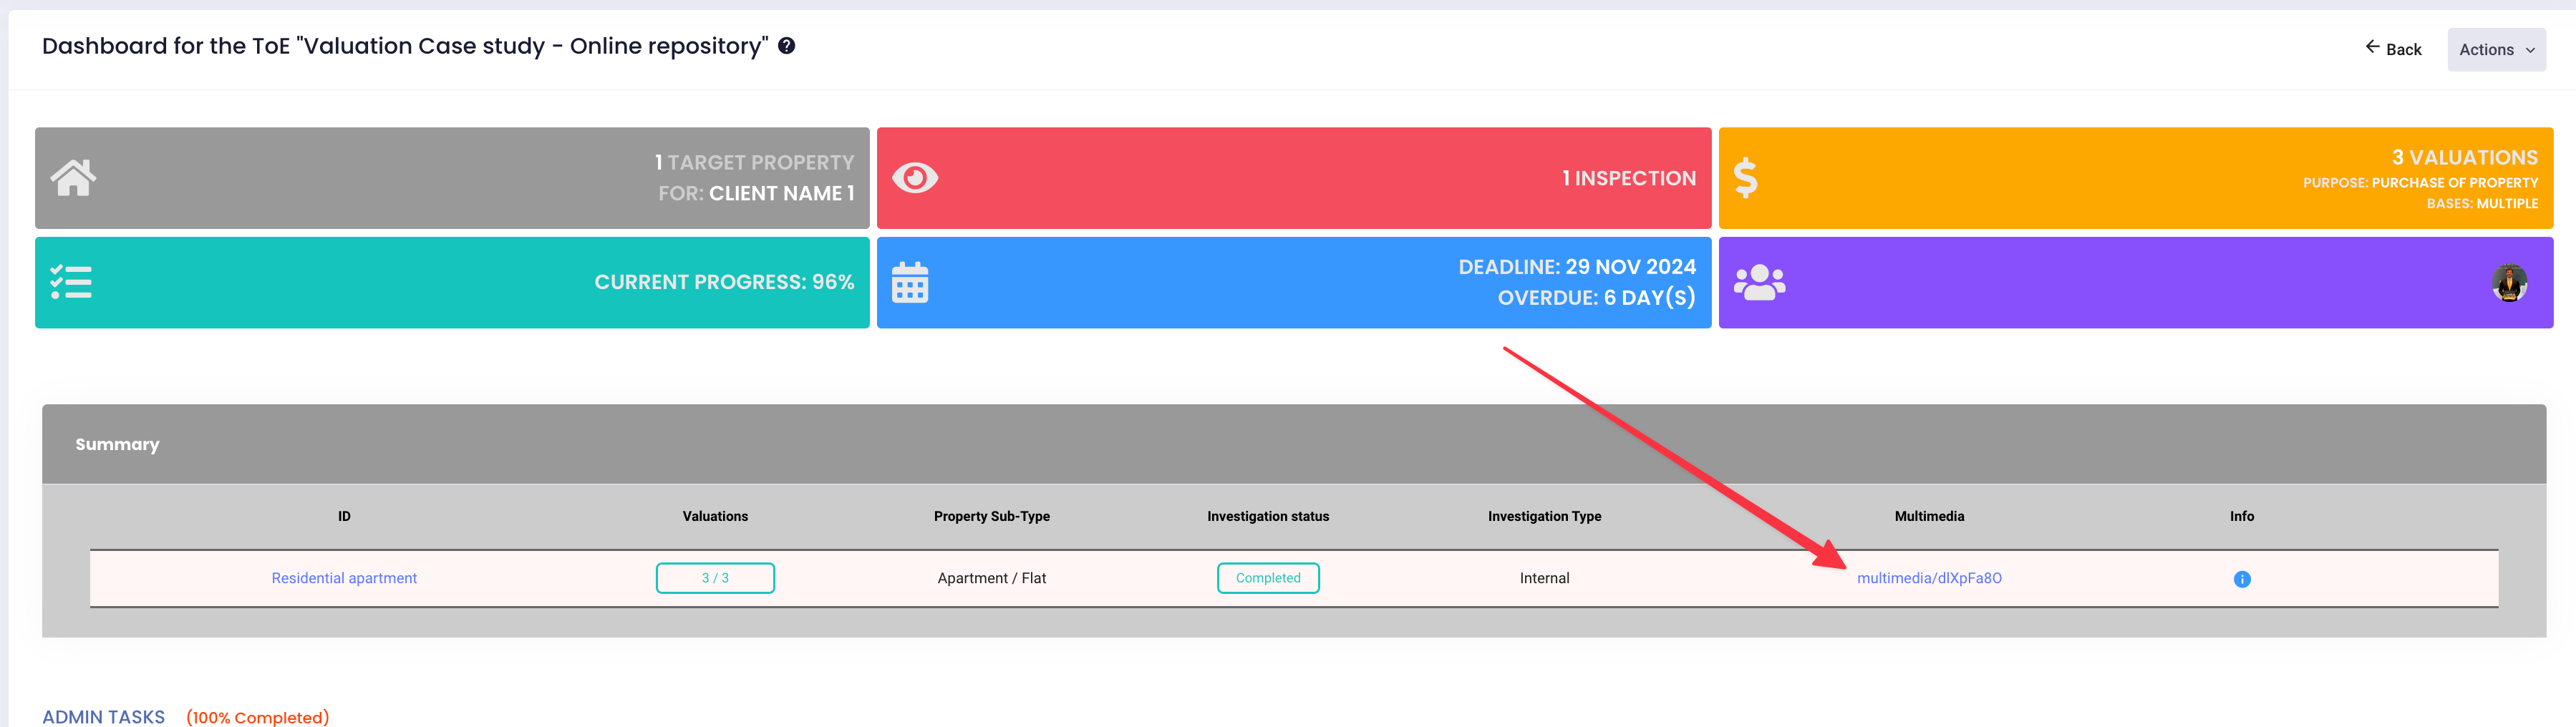 Dashboard for the ToE "Valuation Case study - Online repository"
Back
Actions
1 TARGET PROPERTY
FOR: CLIENT NAME 1
1 INSPECTION
3 VALUATIONS
PURPOSE: PURCHASE OF PROPERTY
BASES: MULTIPLE
CURRENT PROGRESS: 96%
DEADLINE: 29 NOV 2024
OVERDUE: 6 DAY(S)
Summary
ID Valuations Property Sub-Type Investigation status Investigation Type Multimedia Info
Residential apartment 3 / 3 Apartment / Flat Completed Internal multimedia/dlXpFa8O
ADMIN TASKS (100% Completed)